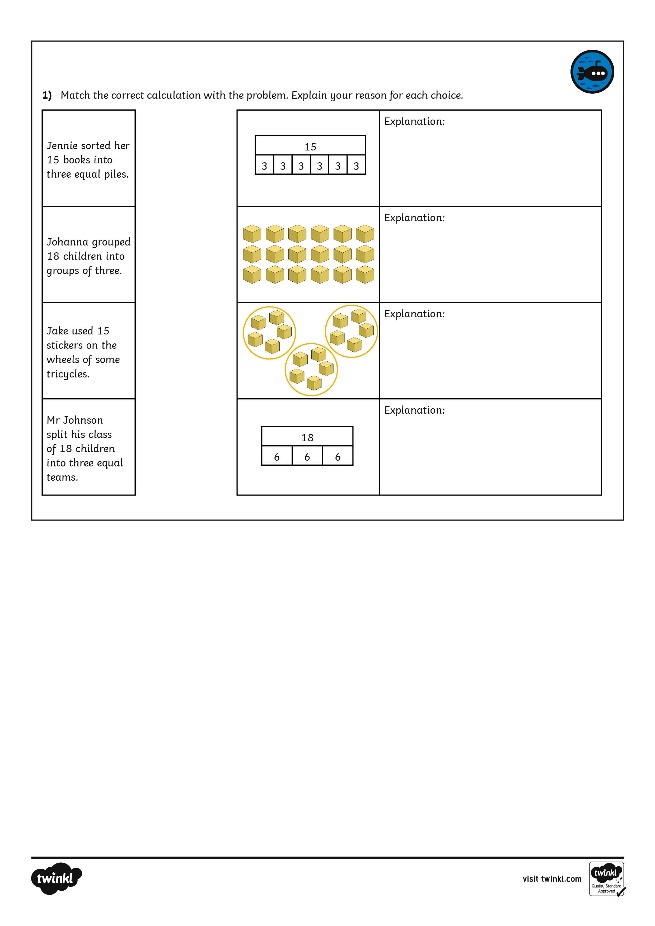 1) Match the correct calculation with the problem. Explain your reason for each choice.
Jennie sorted her
15 books into
three equal piles.
15
3 3 3 3 3 3
Explanation:
Johanna grouped
18 children into
groups of three.
Explanation:
Jake used 15
stickers on the
wheels of some
tricycles.
Explanation:
Mr Johnson
split his class
of 18 children
into three equal
teams.
18
6 6 6
Explanation:
twinkl
visit twinkl.com
twinkl
Quality Standard
Approved